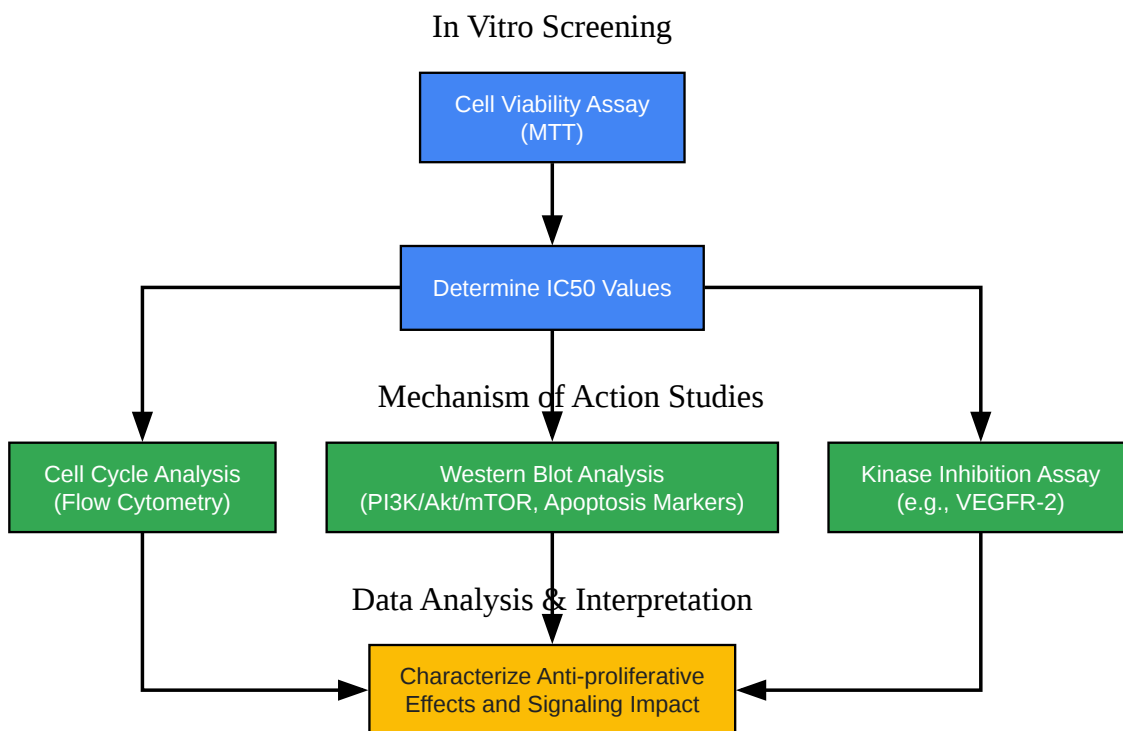 In Vitro Screening
Cell Viability Assay
(MTT)
Determine IC50 Values
Mechanism of Action Studies
Cell Cycle Analysis
(Flow Cytometry)
Western Blot Analysis
(PI3K/Akt/mTOR, Apoptosis Markers)
Kinase Inhibition Assay
(e.g., VEGFR-2)
Data Analysis & Interpretation
Characterize Anti-proliferative
Effects and Signaling Impact